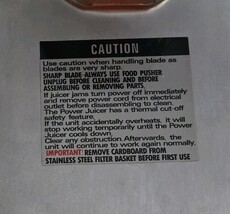 CAUTION
Use caution when handling blade as
blades are very sharp.
SHARP BLADE-ALWAYS USE FOOD PUSHER
UNPLUG BEFORE CLEANING AND BEFORE
ASSEMBLING OR REMOVING PARTS.
If juicer jams turn power off immediately
and remove power cord from electrical
outlet before disassembling to clean.
The Power Juicer has a thermal cut-off
safety feature.
If the unit accidentally overheats. it will
stop working temporarily until the Power
Juicer cools down.
Clear any obstruction. Afterwards, the
unit will continue to work again normally.
IMPORTANT REMOVE CARDBOARD FROM
STAINLESS STEEL FILTER BASKET BEFORE FIRST USE